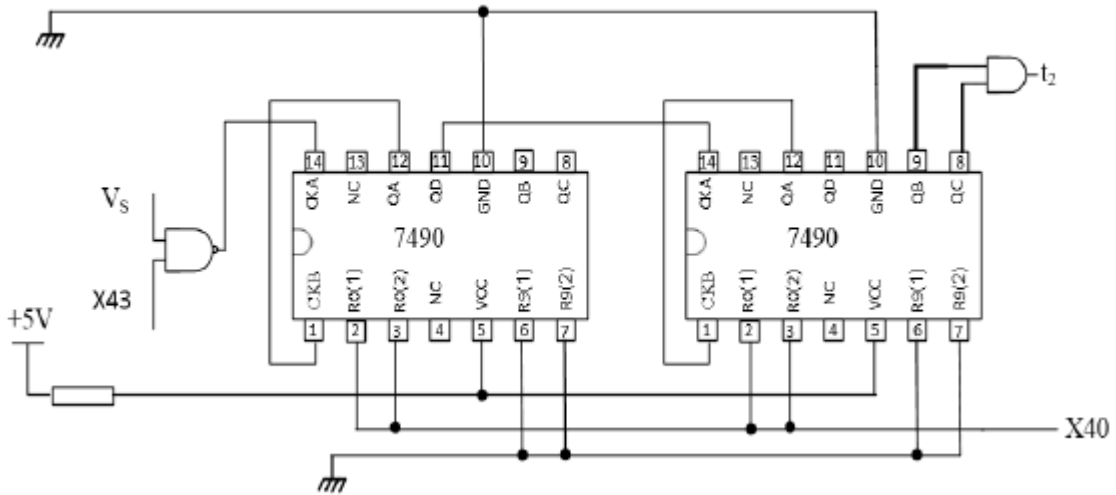 t2
14 13 12 11 10 9 8
CKA NC QA QD GND QB QC
7490
CKB R0(1) R0(2) NC VCC R9(1) R9(2)
1 2 3 4 5 6 7
14 13 12 11 10 9 8
CKA NC QA QD GND QB QC
7490
CKB R0(1) R0(2) NC VCC R9(1) R9(2)
1 2 3 4 5 6 7
VS
X43
+5V
X40